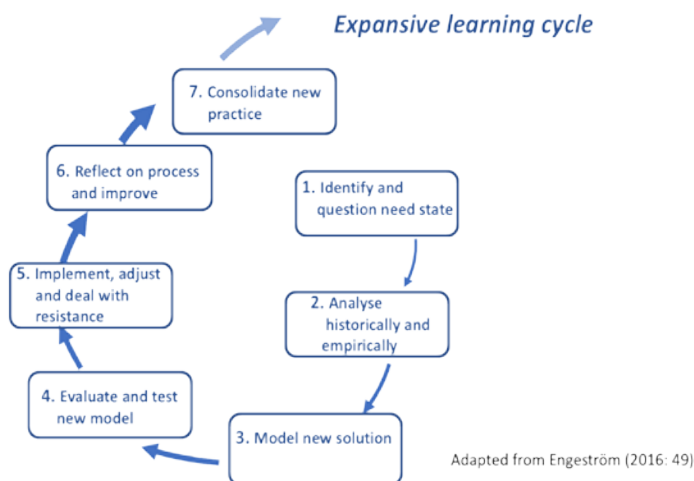 Expansive learning cycle
7. Consolidate new
practice
6. Reflect on process
and improve
1. Identify and
question need state
5. Implement, adjust
and deal with
resistance
2. Analyse
historically and
empirically
4. Evaluate and test
new model
3. Model new solution
Adapted from Engeström (2016: 49)